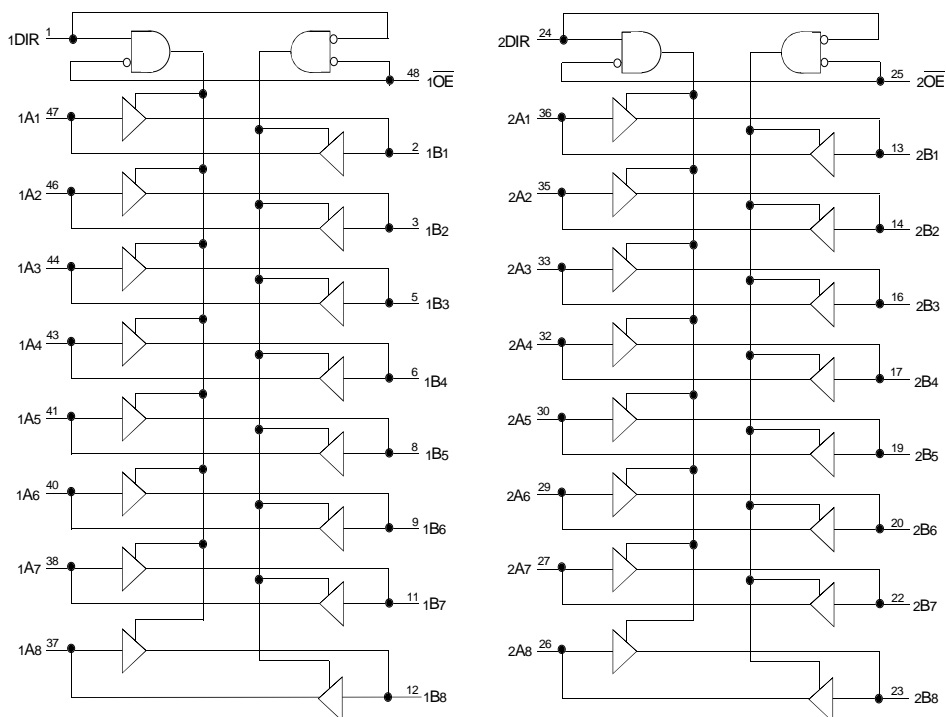 1DIR 1
48 1OE
1A1 47
2 1B1
1A2 46
3 1B2
1A3 44
5 1B3
1A4 43
6 1B4
1A5 41
8 1B5
1A6 40
9 1B6
1A7 38
11 1B7
1A8 37
12 1B8
2DIR 24
25 2OE
2A1 36
13 2B1
2A2 35
14 2B2
2A3 33
16 2B3
2A4 32
17 2B4
2A5 30
19 2B5
2A6 29
20 2B6
2A7 27
22 2B7
2A8 26
23 2B8